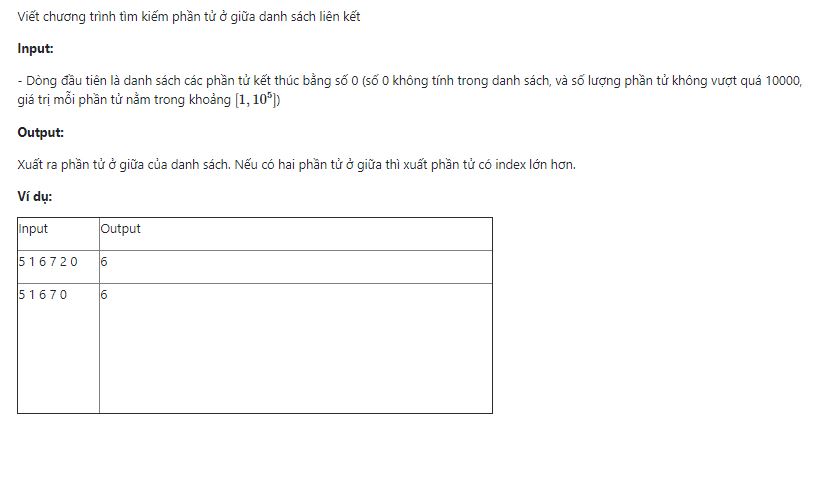 Viết chương trình tìm kiếm phần tử ở giữa danh sách liên kết
Input:
- Dòng đầu tiên là danh sách các phần tử kết thúc bằng số 0 (số 0 không tính trong danh sách, và số lượng phần tử không vượt quá 10000,
giá trị mỗi phần tử nằm trong khoảng [1, 10⁵])
Output:
Xuất ra phần tử ở giữa của danh sách. Nếu có hai phần tử ở giữa thì xuất phần tử có index lớn hơn.
Ví dụ:
Input Output
5 1 6 7 2 0 6
5 1 6 7 0 6